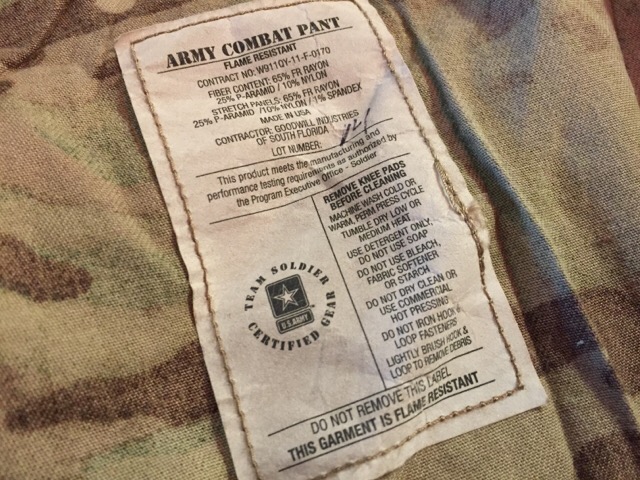 ARMY COMBAT PANT
FLAME RESISTANT
CONTRACT NO: W911QY-11-F-0170
FIBER CONTENT: 65% FR RAYON
25% P-ARAMID / 10% NYLON
STRETCH PANELS: 65% FR RAYON
25% P-ARAMID /10% NYLON / 1% SPANDEX
MADE IN USA
CONTRACTOR: GOODWILL INDUSTRIES
OF SOUTH FLORIDA
LOT NUMBER:
This product meets the manufacturing and
performance testing requirements as authorized by
the Program Executive Office - Soldier
REMOVE KNEE PADS
BEFORE CLEANING
MACHINE WASH COLD OR
WARM, PERM PRESS CYCLE
TUMBLE DRY LOW OR
MEDIUM HEAT
USE DETERGENT ONLY,
DO NOT USE SOAP
DO NOT USE BLEACH,
FABRIC SOFTENER
OR STARCH
DO NOT DRY CLEAN OR
USE COMMERCIAL
HOT PRESSING
DO NOT IRON HOOK &
LOOP FASTENERS
LIGHTLY BRUSH HOOK &
LOOP TO REMOVE DEBRIS
TEAM SOLDIER
U.S. ARMY
CERTIFIED GEAR
DO NOT REMOVE THIS LABEL
THIS GARMENT IS FLAME RESISTANT